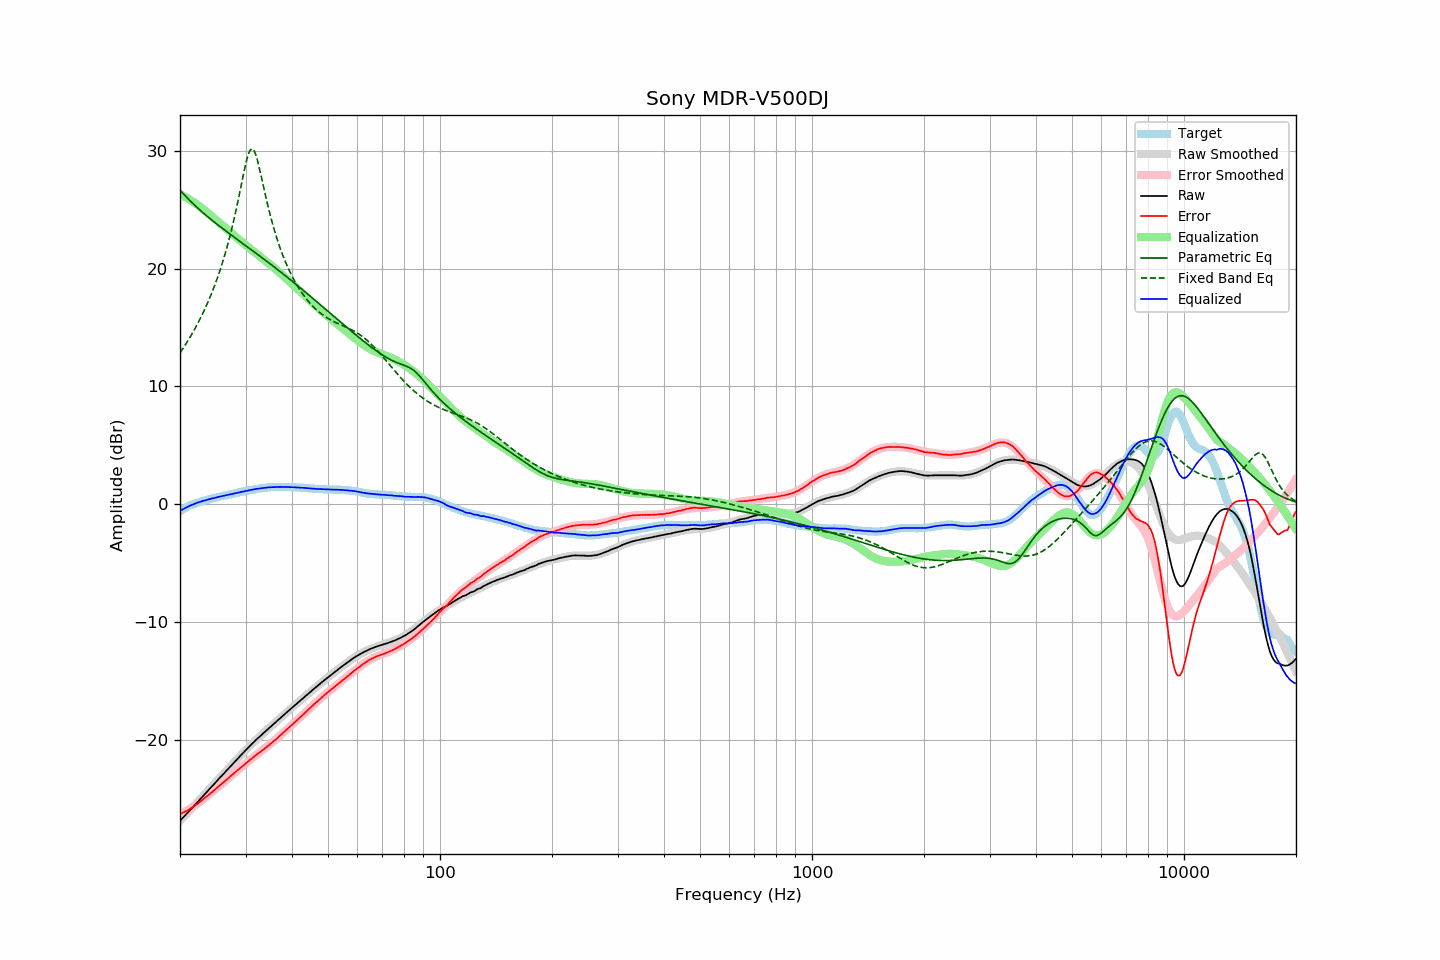 Sony MDR-V500DJ
Target
Raw Smoothed
Error Smoothed
Raw
Error
Equalization
Parametric Eq
Fixed Band Eq
Equalized
30
20
10
0
−10
−20
Amplitude (dBr)
100
1000
10000
Frequency (Hz)